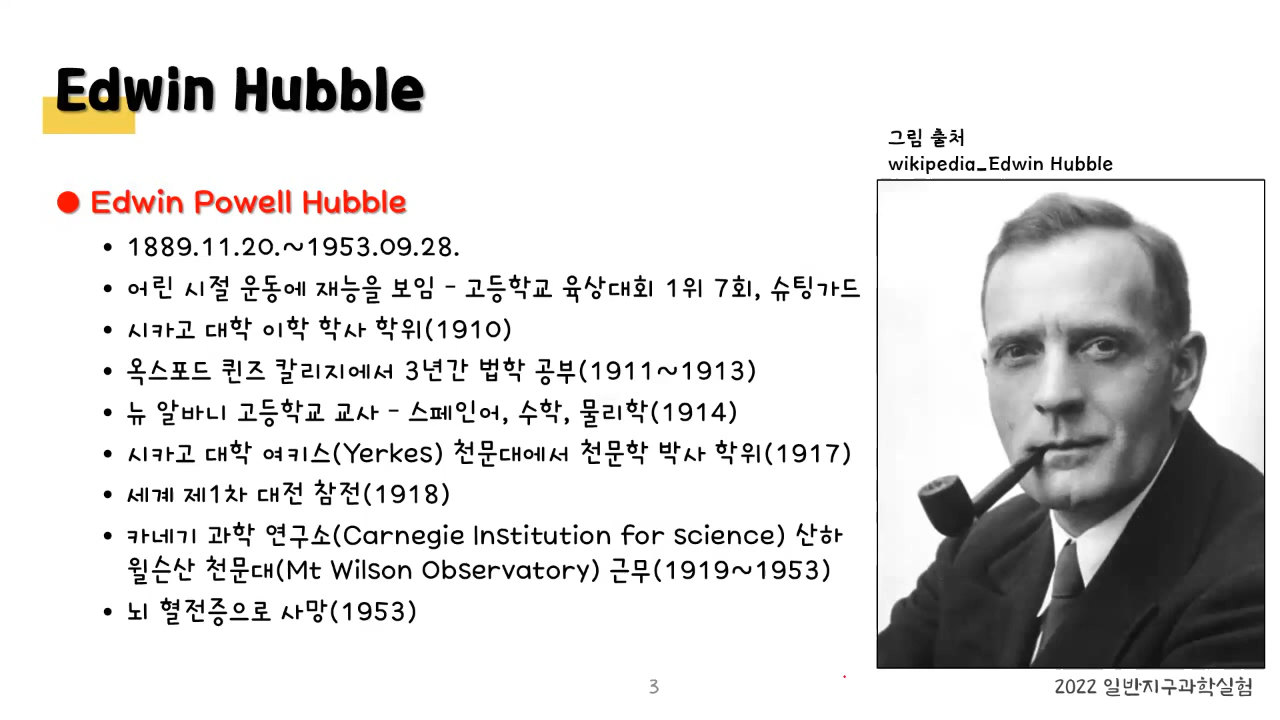 Edwin Hubble
그림 출처
wikipedia_Edwin Hubble
● Edwin Powell Hubble
• 1889.11.20.~1953.09.28.
• 어린 시절 운동에 재능을 보임 - 고등학교 육상대회 1위 7회, 슈팅가드
• 시카고 대학 이학 학사 학위(1910)
• 옥스포드 퀸즈 칼리지에서 3년간 법학 공부(1911~1913)
• 뉴 알바니 고등학교 교사 - 스페인어, 수학, 물리학(1914)
• 시카고 대학 여키스(Yerkes) 천문대에서 천문학 박사 학위(1917)
• 세계 제1차 대전 참전(1918)
• 카네기 과학 연구소(Carnegie Institution for science) 산하
윌슨산 천문대(Mt Wilson Observatory) 근무(1919~1953)
• 뇌 혈전증으로 사망(1953)
3
2022 일반지구과학실험